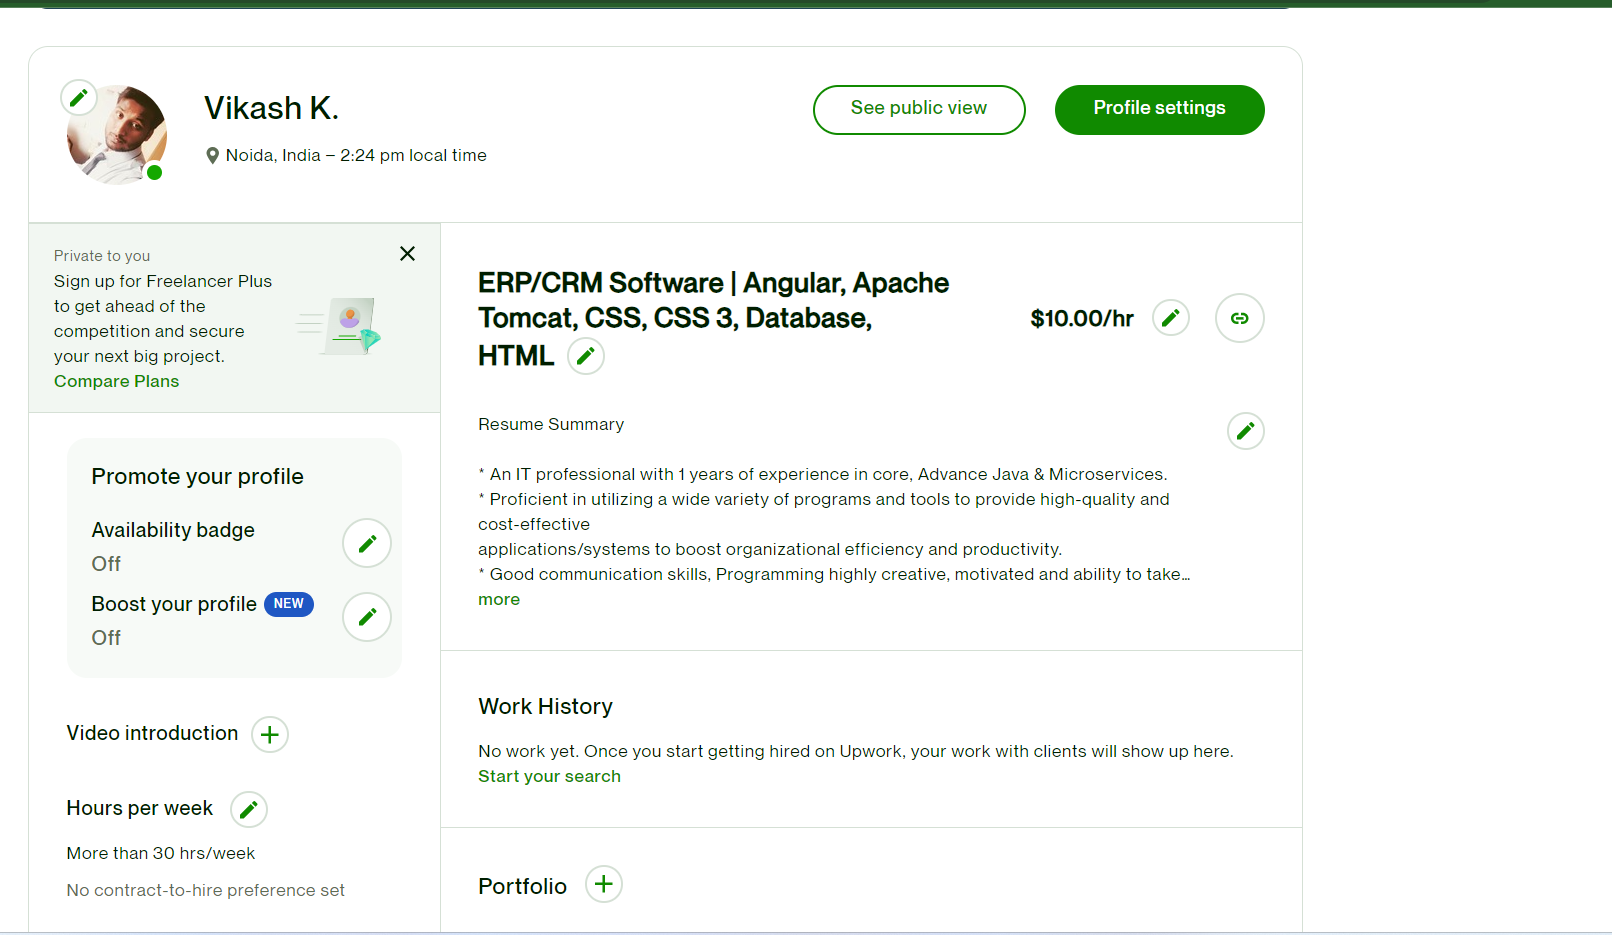 Vikash K.
Noida, India – 2:24 pm local time
See public view
Profile settings
Private to you
Sign up for Freelancer Plus
to get ahead of the
competition and secure
your next big project.
Compare Plans
Promote your profile
Availability badge
Off
Boost your profile NEW
Off
Video introduction
Hours per week
More than 30 hrs/week
No contract-to-hire preference set
ERP/CRM Software | Angular, Apache
Tomcat, CSS, CSS 3, Database,
HTML
$10.00/hr
Resume Summary
* An IT professional with 1 years of experience in core, Advance Java & Microservices.
* Proficient in utilizing a wide variety of programs and tools to provide high-quality and
cost-effective
applications/systems to boost organizational efficiency and productivity.
* Good communication skills, Programming highly creative, motivated and ability to take…
more
Work History
No work yet. Once you start getting hired on Upwork, your work with clients will show up here.
Start your search
Portfolio